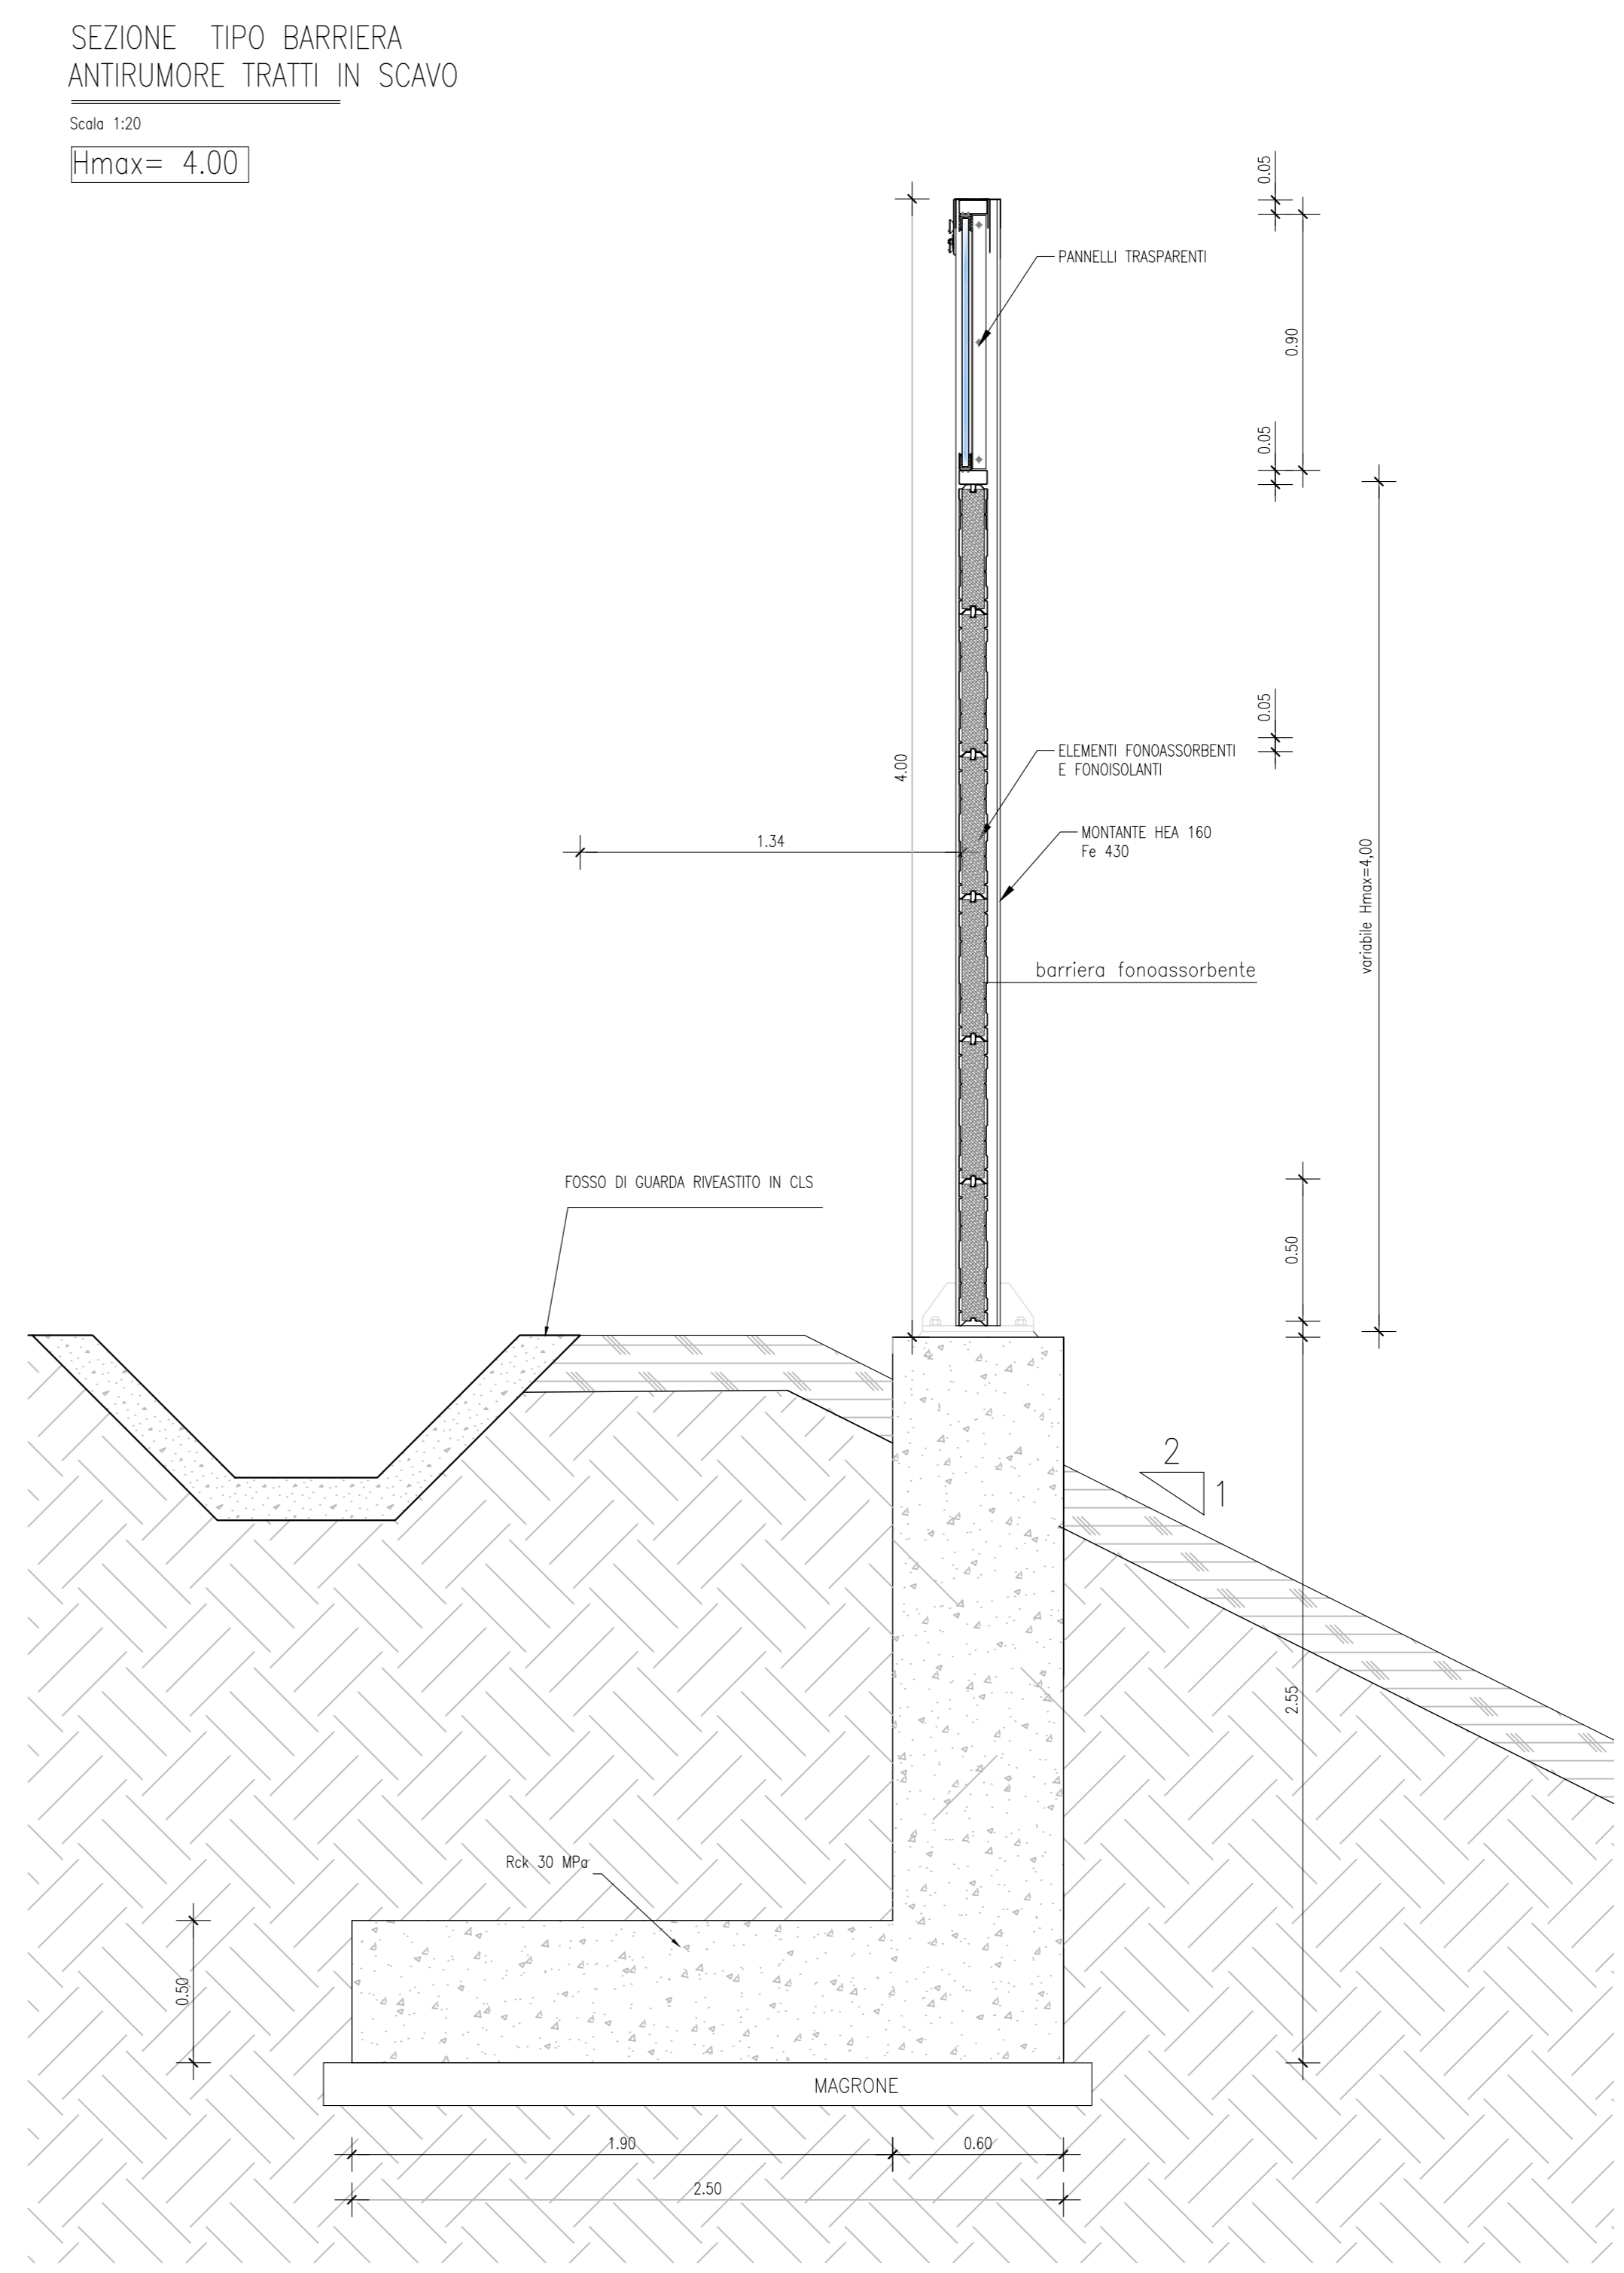 SEZIONE TIPO BARRIERA
ANTIRUMORE TRATTI IN SCAVO
Scala 1:20
Hmax= 4.00
0.05
PANNELLI TRASPARENTI
0.90
0.05
0.05
ELEMENTI FONOASSORBENTI
E FONOISOLANTI
4.00
1.34
MONTANTE HEA 160
Fe 430
variabile Hmax=4,00
barriera fonoassorbente
FOSSO DI GUARDA RIVEASTITO IN CLS
0.50
2
1
2.55
Rck 30 MPa
0.50
MAGRONE
1.90
0.60
2.50